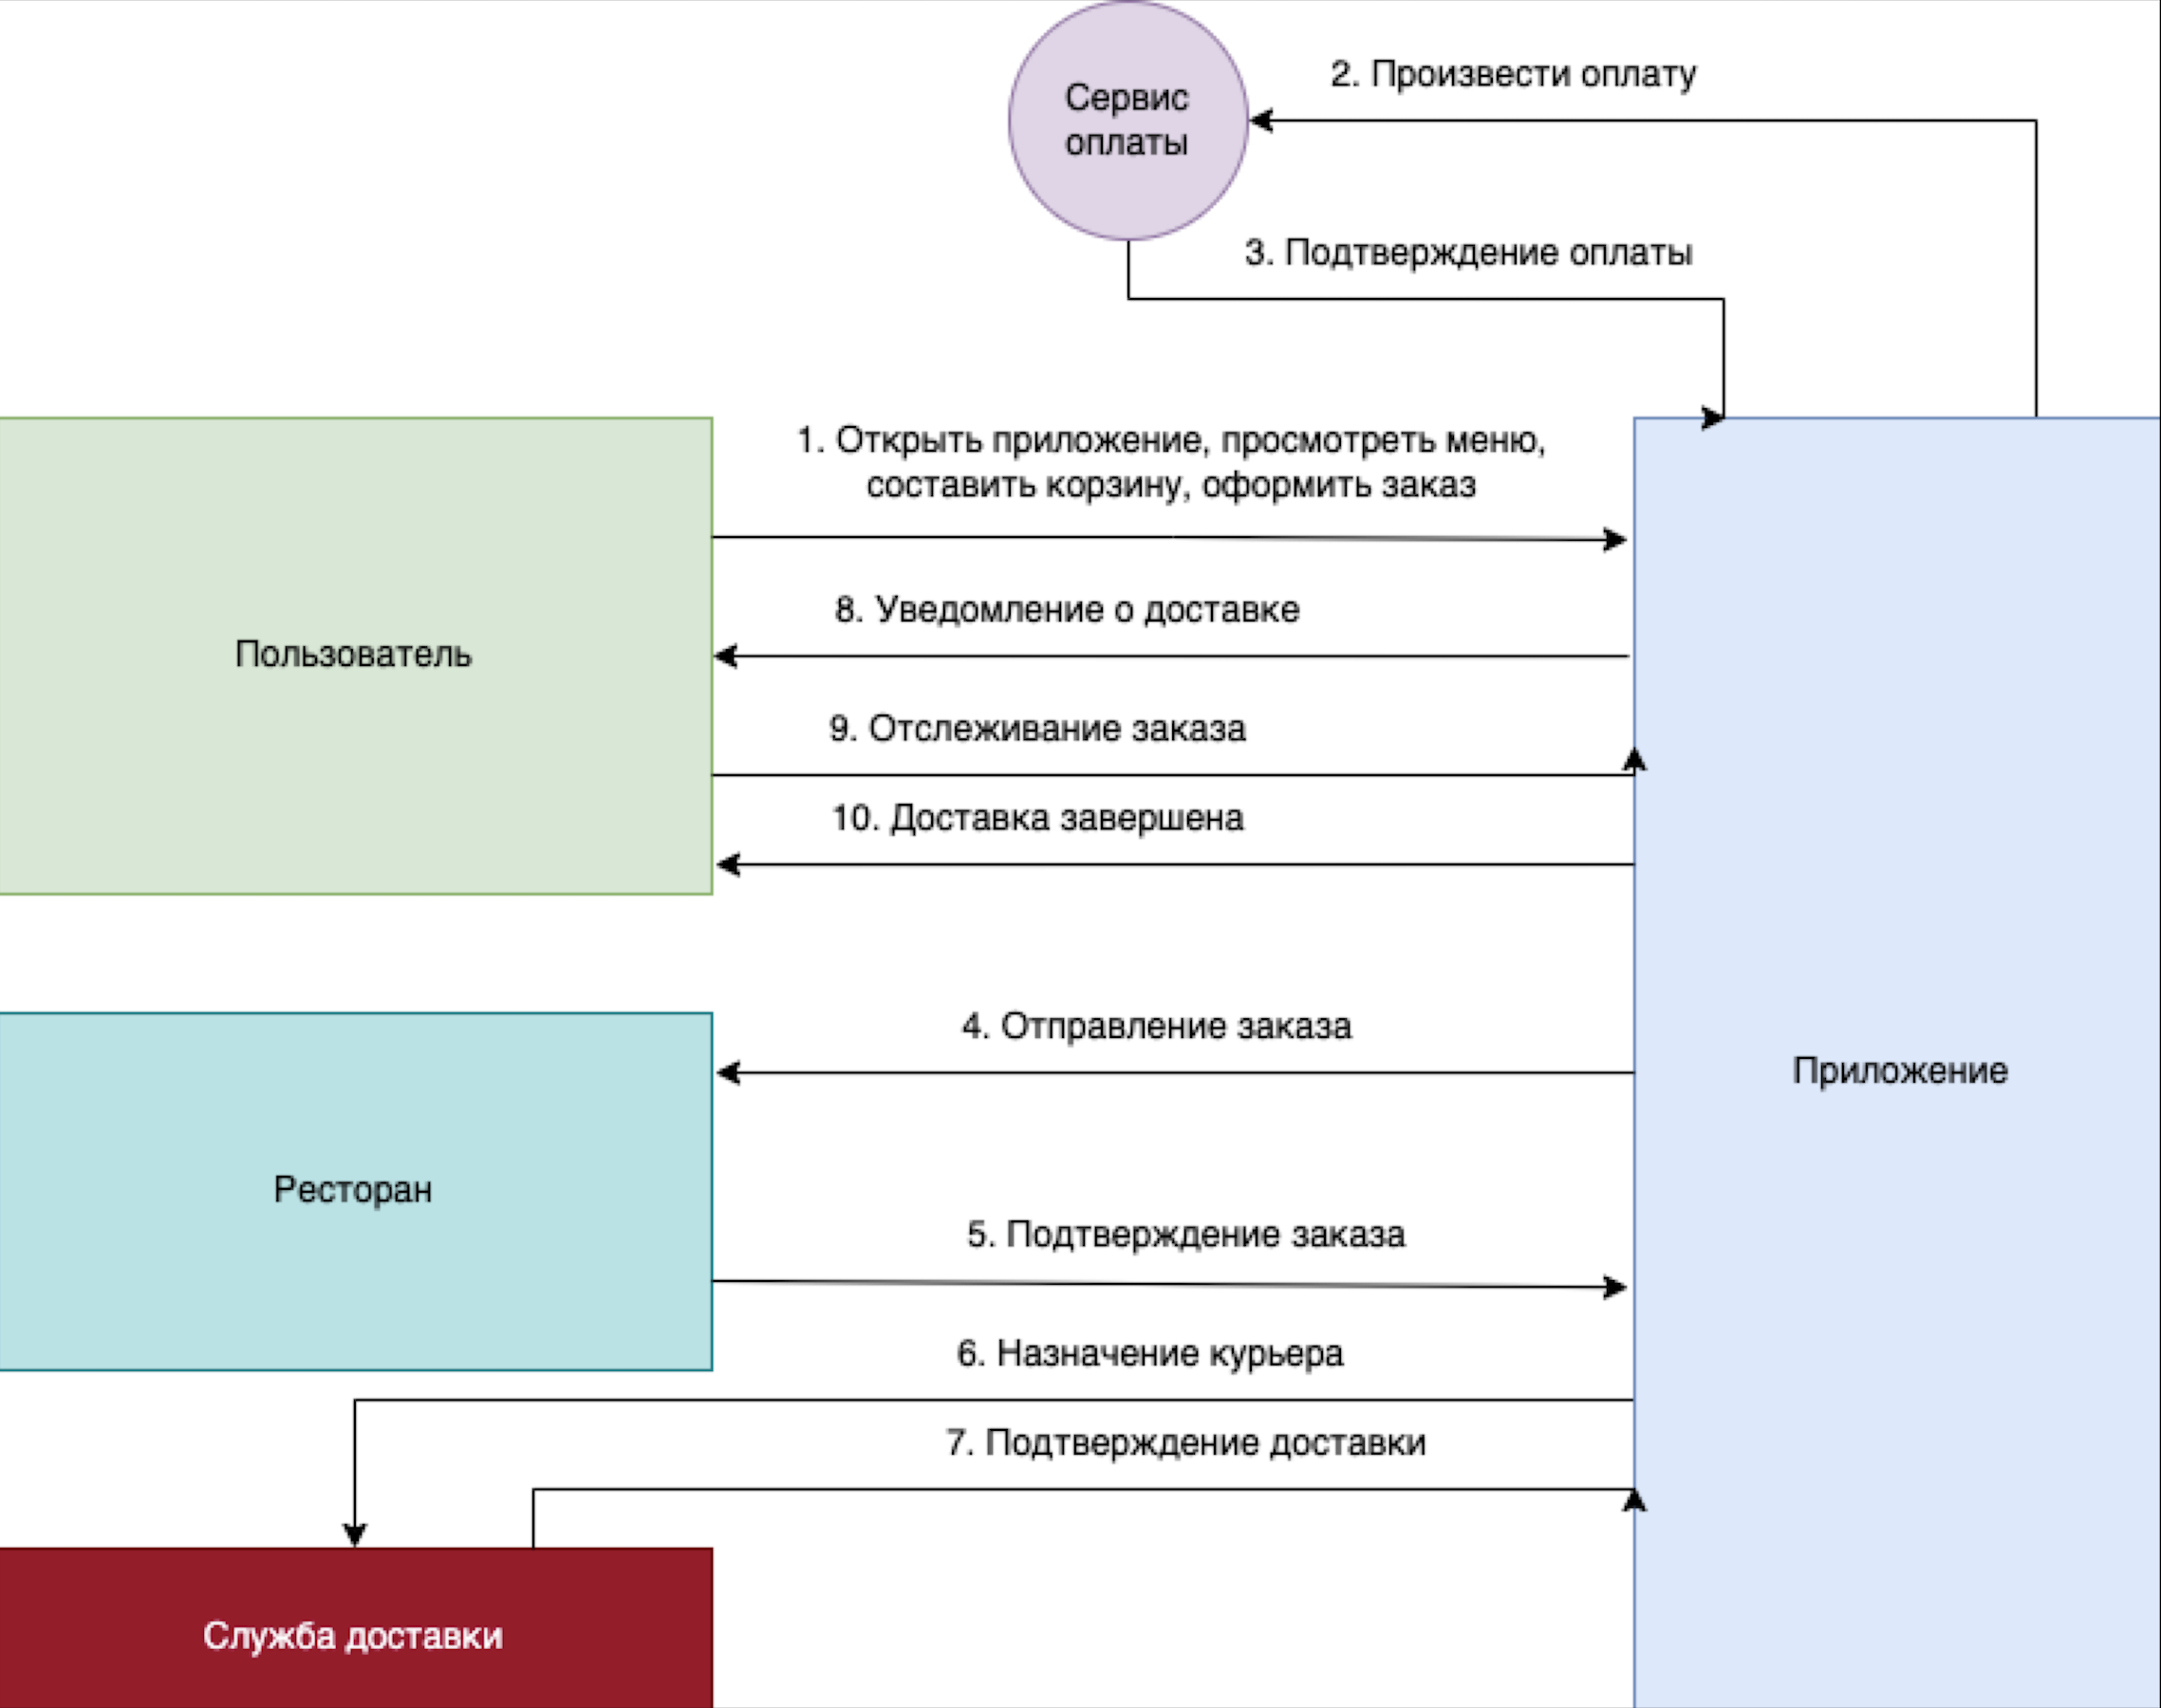 Сервис
оплаты
2. Произвести оплату
3. Подтверждение оплаты
1. Открыть приложение, просмотреть меню,
составить корзину, оформить заказ
8. Уведомление о доставке
Пользователь
9. Отслеживание заказа
10. Доставка завершена
4. Отправление заказа
Приложение
Ресторан
5. Подтверждение заказа
6. Назначение курьера
7. Подтверждение доставки
Служба доставки